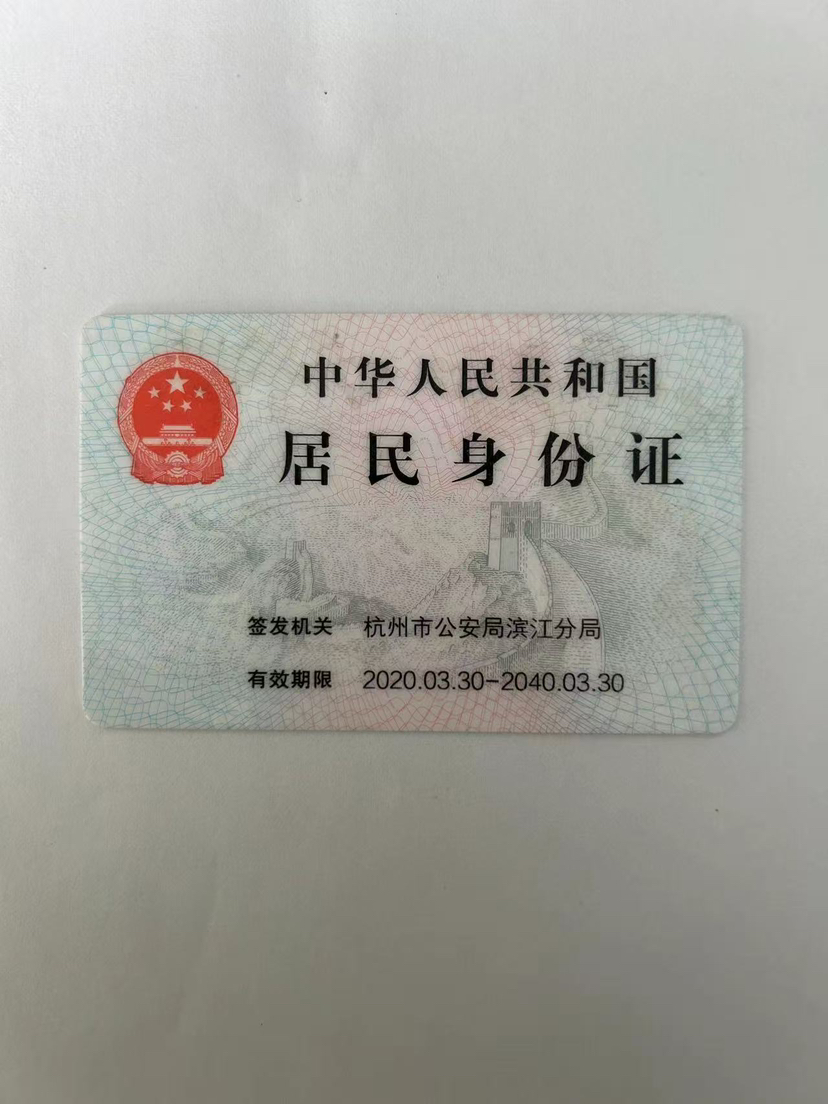 中华人民共和国
居民身份证
签发机关 杭州市公安局滨江分局
有效期限 2020.03.30-2040.03.30